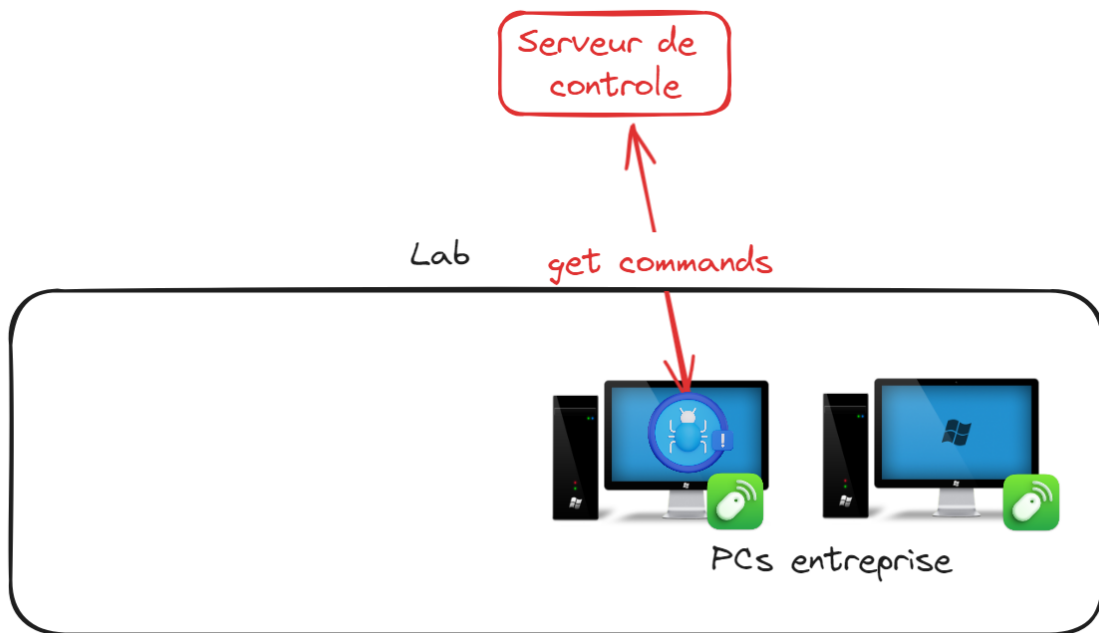 Serveur de
controle
Lab
get commands
PCs entreprise